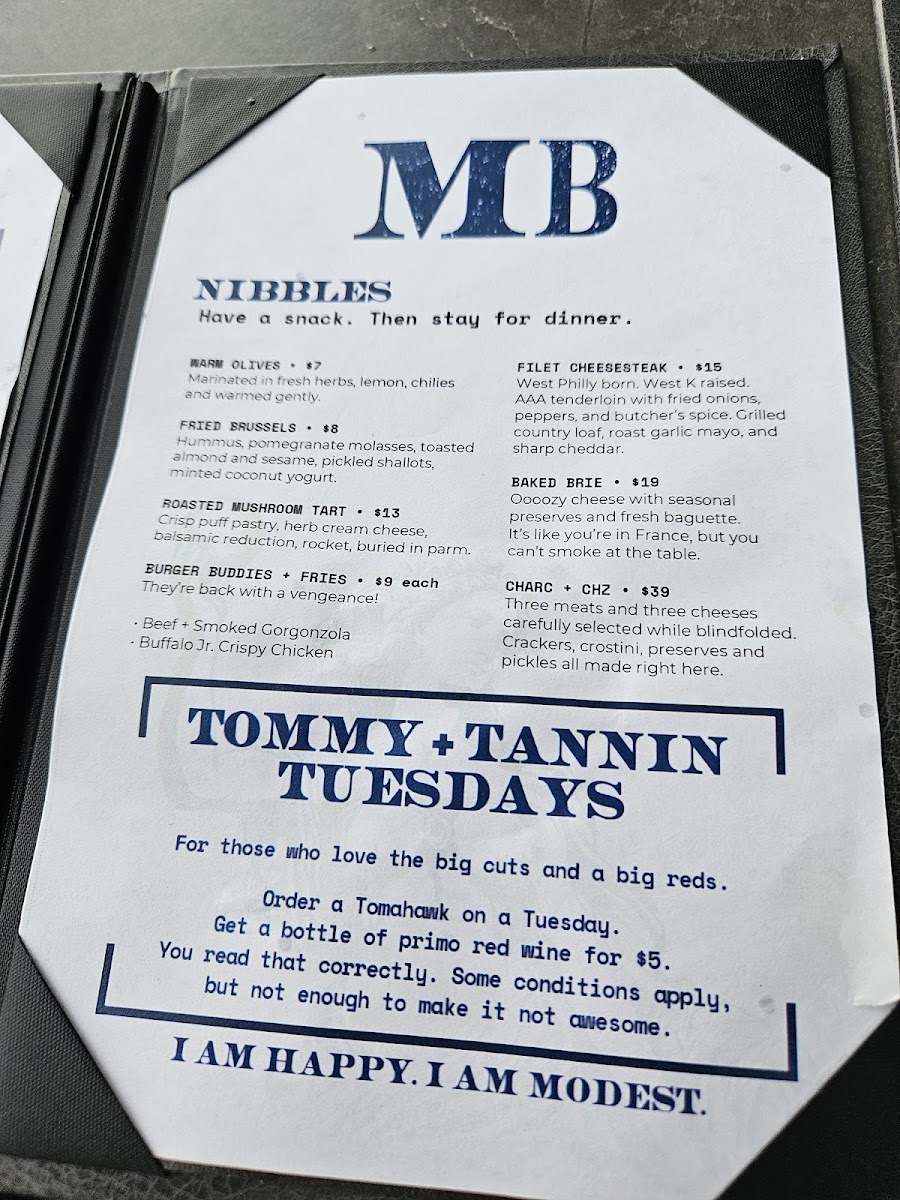 MB
NIBBLES
Have a snack. Then stay for dinner.
WARM OLIVES • $7
Marinated in fresh herbs, lemon, chilies
and warmed gently.
FRIED BRUSSELS • $8
Hummus, pomegranate molasses, toasted
almond and sesame, pickled shallots,
minted coconut yogurt.
ROASTED MUSHROOM TART • $13
Crisp puff pastry, herb cream cheese,
balsamic reduction, rocket, buried in parm.
BURGER BUDDIES + FRIES • $9 each
They're back with a vengeance!
· Beef + Smoked Gorgonzola
· Buffalo Jr. Crispy Chicken
FILET CHEESESTEAK • $15
West Philly born. West K raised.
AAA tenderloin with fried onions,
peppers, and butcher's spice. Grilled
country loaf, roast garlic mayo, and
sharp cheddar.
BAKED BRIE • $19
Oooozy cheese with seasonal
preserves and fresh baguette.
It's like you're in France, but you
can't smoke at the table.
CHARC + CHZ • $39
Three meats and three cheeses
carefully selected while blindfolded.
Crackers, crostini, preserves and
pickles all made right here.
TOMMY + TANNIN
TUESDAYS
For those who love the big cuts and a big reds.
Order a Tomahawk on a Tuesday.
Get a bottle of primo red wine for $5.
You read that correctly. Some conditions apply,
but not enough to make it not awesome.
I AM HAPPY. I AM MODEST.